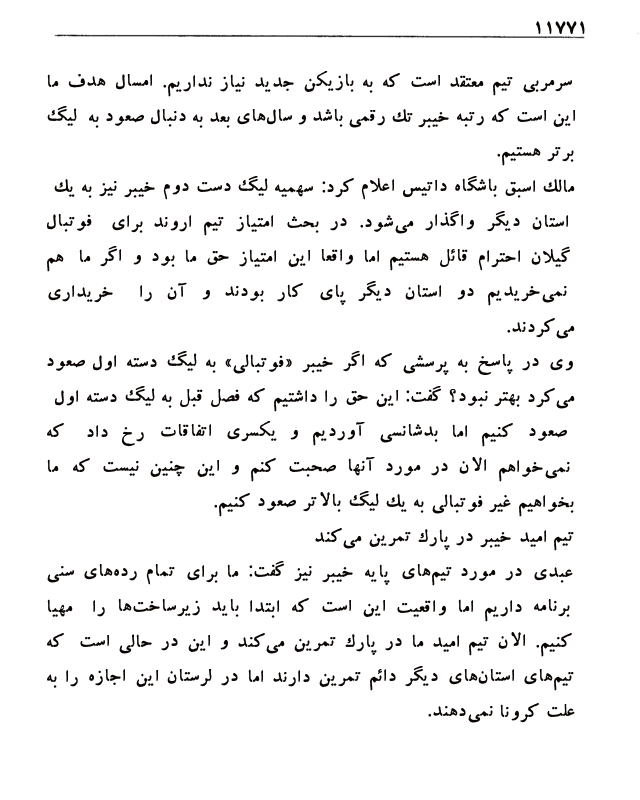 ۱۱۷۷۱
سرمربی تیم معتقد است که به بازیکن جدید نیاز نداریم. امسال هدف ما
این است که رتبه خیبر تك رقمی باشد و سال‌های بعد به دنبال صعود به لیگ
برتر هستیم.
مالك اسبق باشگاه داتیس اعلام کرد: سهمیه لیگ دست دوم خیبر نیز به یك
استان دیگر واگذار می‌شود. در بحث امتیاز تیم اروند برای فوتبال
گیلان احترام قائل هستیم اما واقعا این امتیاز حق ما بود و اگر ما هم
نمی‌خریدیم دو استان دیگر پای کار بودند و آن را خریداری
می‌کردند.
وی در پاسخ به پرسشی که اگر خیبر «فوتبالی» به لیگ دسته اول صعود
می‌کرد بهتر نبود؟ گفت: این حق را داشتیم که فصل قبل به لیگ دسته اول
صعود کنیم اما بدشانسی آوردیم و یکسری اتفاقات رخ داد که
نمی‌خواهم الان در مورد آنها صحبت کنم و این چنین نیست که ما
بخواهیم غیر فوتبالی به یك لیگ بالاتر صعود کنیم.
تیم امید خیبر در پارك تمرین می‌کند
عبدی در مورد تیم‌های پایه خیبر نیز گفت: ما برای تمام رده‌های سنی
برنامه داریم اما واقعیت این است که ابتدا باید زیرساخت‌ها را مهیا
کنیم. الان تیم امید ما در پارك تمرین می‌کند و این در حالی است که
تیم‌های استان‌های دیگر دائم تمرین دارند اما در لرستان این اجازه را به
علت کرونا نمی‌دهند.